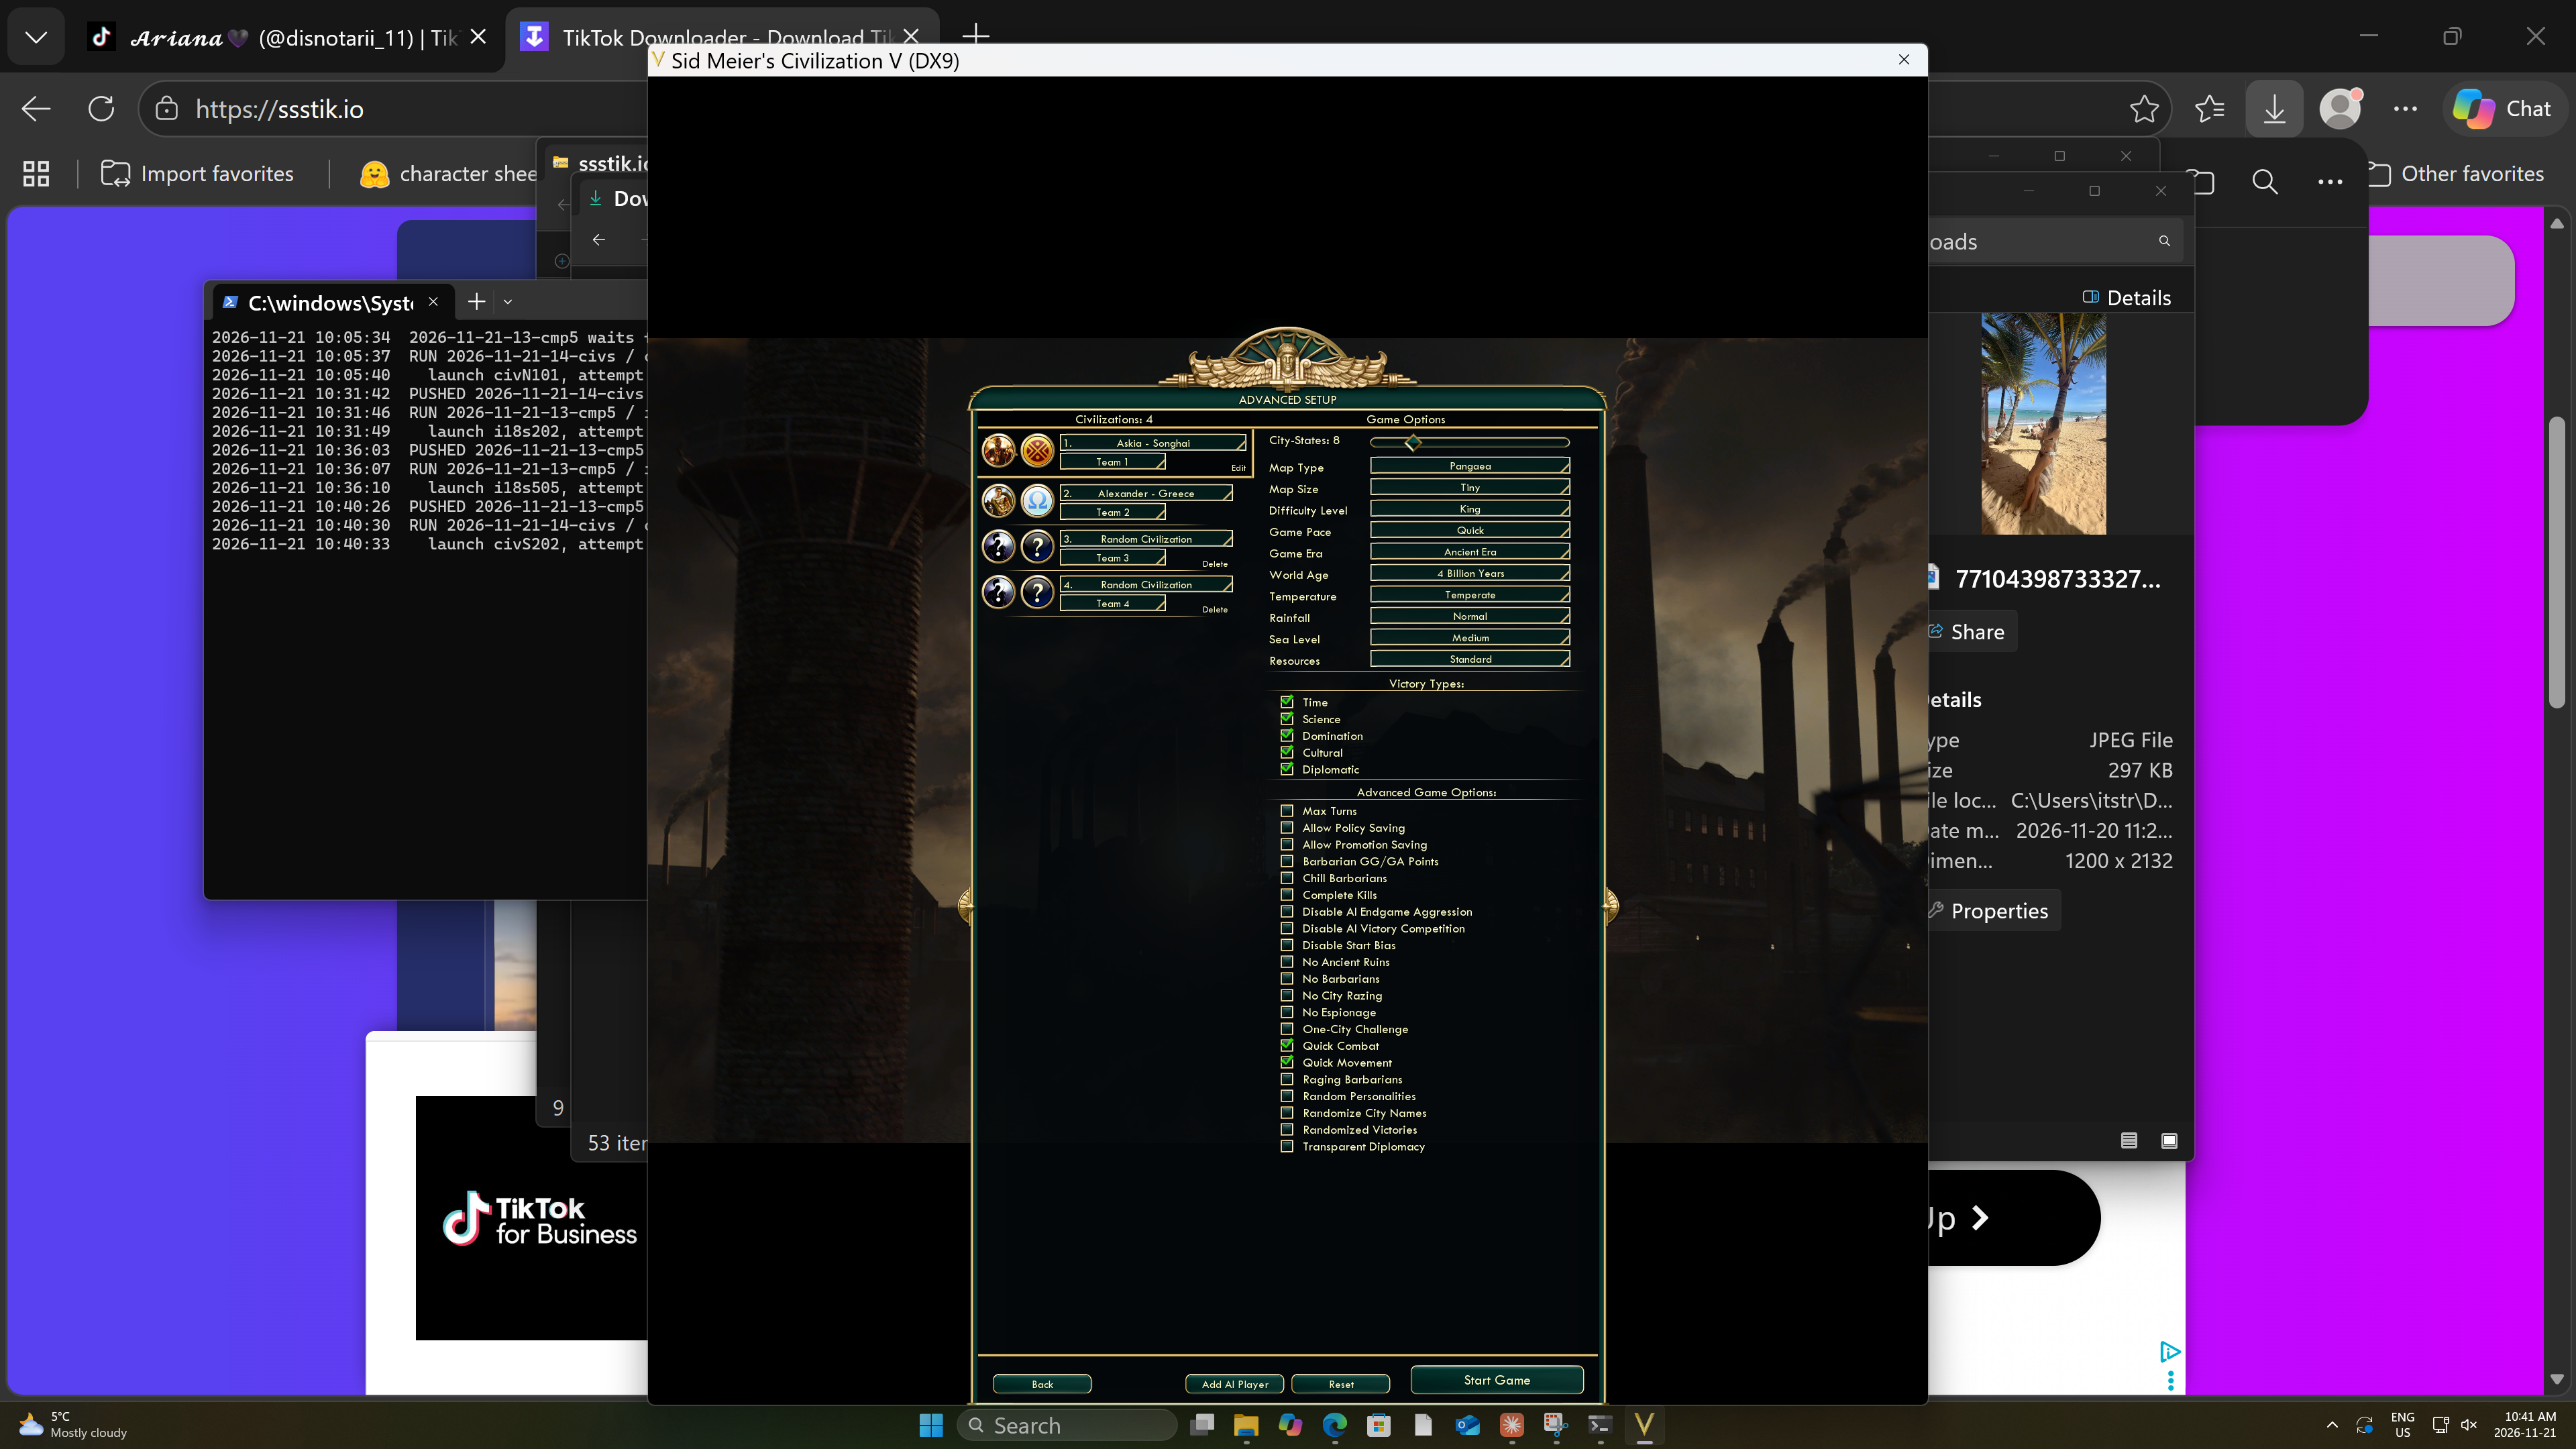 𝓐𝓻𝓲𝓪𝓷𝓪🖤 (@disnotarii_11) | Tik
TikTok Downloader - Download Tik
https://ssstik.io
Chat
Import favorites
character shee
Other favorites
ssstik.io
Dow
oads
Details
C:\windows\Syste
2026-11-21 10:05:34 2026-11-21-13-cmp5 waits
2026-11-21 10:05:37 RUN 2026-11-21-14-civs /
2026-11-21 10:05:40 launch civN101, attempt
2026-11-21 10:31:42 PUSHED 2026-11-21-14-civs
2026-11-21 10:31:46 RUN 2026-11-21-13-cmp5 /
2026-11-21 10:31:49 launch i18s202, attempt
2026-11-21 10:36:03 PUSHED 2026-11-21-13-cmp5
2026-11-21 10:36:07 RUN 2026-11-21-13-cmp5 /
2026-11-21 10:36:10 launch i18s505, attempt
2026-11-21 10:40:26 PUSHED 2026-11-21-13-cmp5
2026-11-21 10:40:30 RUN 2026-11-21-14-civs /
2026-11-21 10:40:33 launch civS202, attempt
Sid Meier's Civilization V (DX9)
ADVANCED SETUP
Civilizations: 4
1. Askia - Songhai
Team 1
Edit
2. Alexander - Greece
Team 2
3. Random Civilization
Team 3
Delete
4. Random Civilization
Team 4
Delete
Game Options
City-States: 8
Map Type Pangaea
Map Size Tiny
Difficulty Level King
Game Pace Quick
Game Era Ancient Era
World Age 4 Billion Years
Temperature Temperate
Rainfall Normal
Sea Level Medium
Resources Standard
Victory Types:
Time
Science
Domination
Cultural
Diplomatic
Advanced Game Options:
Max Turns
Allow Policy Saving
Allow Promotion Saving
Barbarian GG/GA Points
Chill Barbarians
Complete Kills
Disable AI Endgame Aggression
Disable AI Victory Competition
Disable Start Bias
No Ancient Ruins
No Barbarians
No City Razing
No Espionage
One-City Challenge
Quick Combat
Quick Movement
Raging Barbarians
Random Personalities
Randomize City Names
Randomized Victories
Transparent Diplomacy
Back
Add AI Player
Reset
Start Game
77104398733327...
Share
etails
ype JPEG File
ize 297 KB
ile loc... C:\Users\itstr\D...
ate m... 2026-11-20 11:2...
imen... 1200 x 2132
Properties
9
53 iter
TikTok
for Business
Up
5°C
Mostly cloudy
Search
ENG
US
10:41 AM
2026-11-21